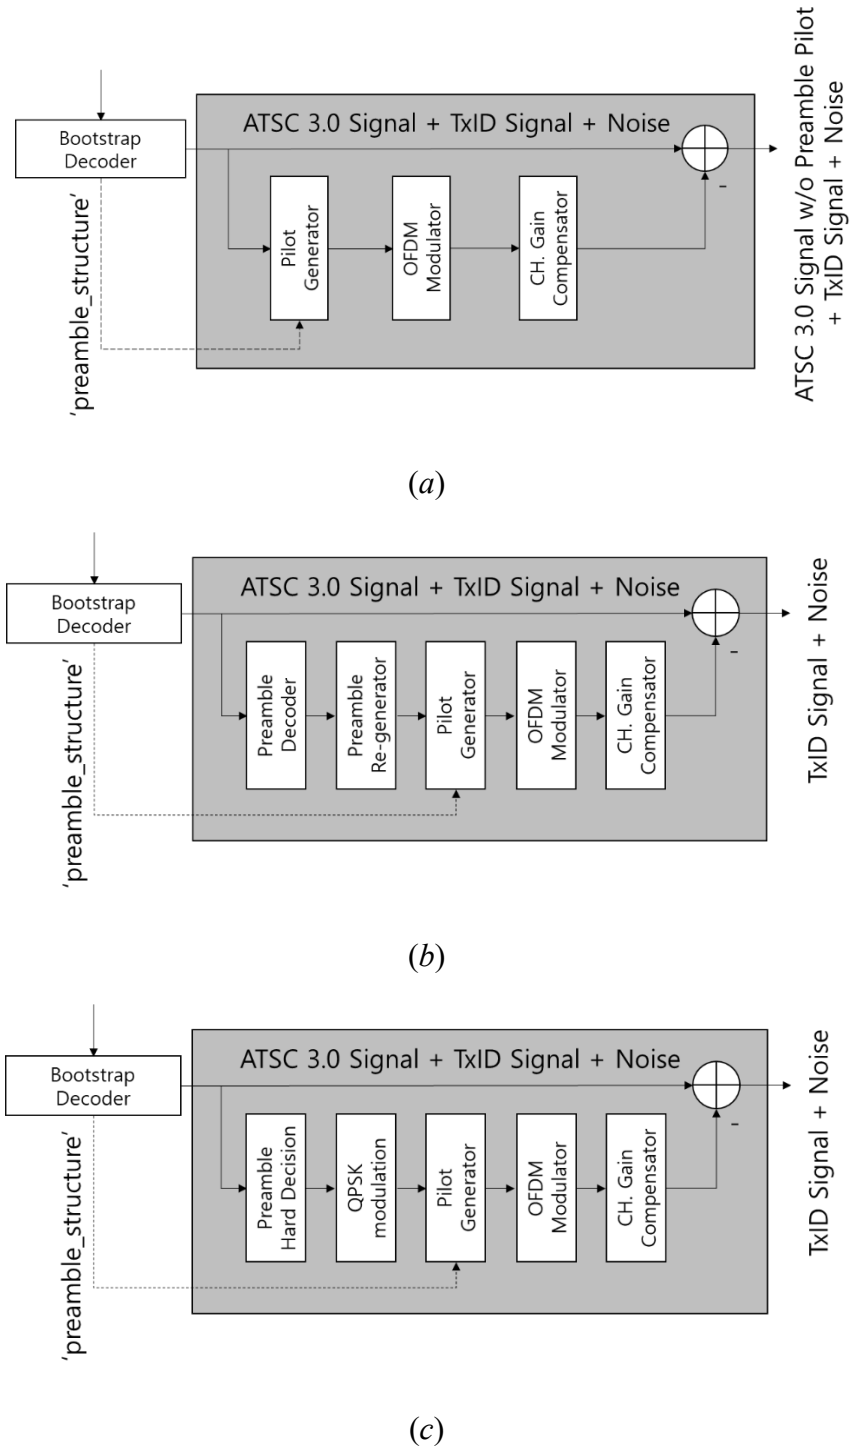 ATSC 3.0 Signal + TxID Signal + Noise
Bootstrap
Decoder
'preamble_structure'
Pilot
Generator
OFDM
Modulator
CH. Gain
Compensator
-
ATSC 3.0 Signal w/o Preamble Pilot
+ TxID Signal + Noise
(a)
ATSC 3.0 Signal + TxID Signal + Noise
Bootstrap
Decoder
'preamble_structure'
Preamble
Decoder
Preamble
Re-generator
Pilot
Generator
OFDM
Modulator
CH. Gain
Compensator
-
TxID Signal + Noise
(b)
ATSC 3.0 Signal + TxID Signal + Noise
Bootstrap
Decoder
'preamble_structure'
Preamble
Hard Decision
QPSK
modulation
Pilot
Generator
OFDM
Modulator
CH. Gain
Compensator
-
TxID Signal + Noise
(c)